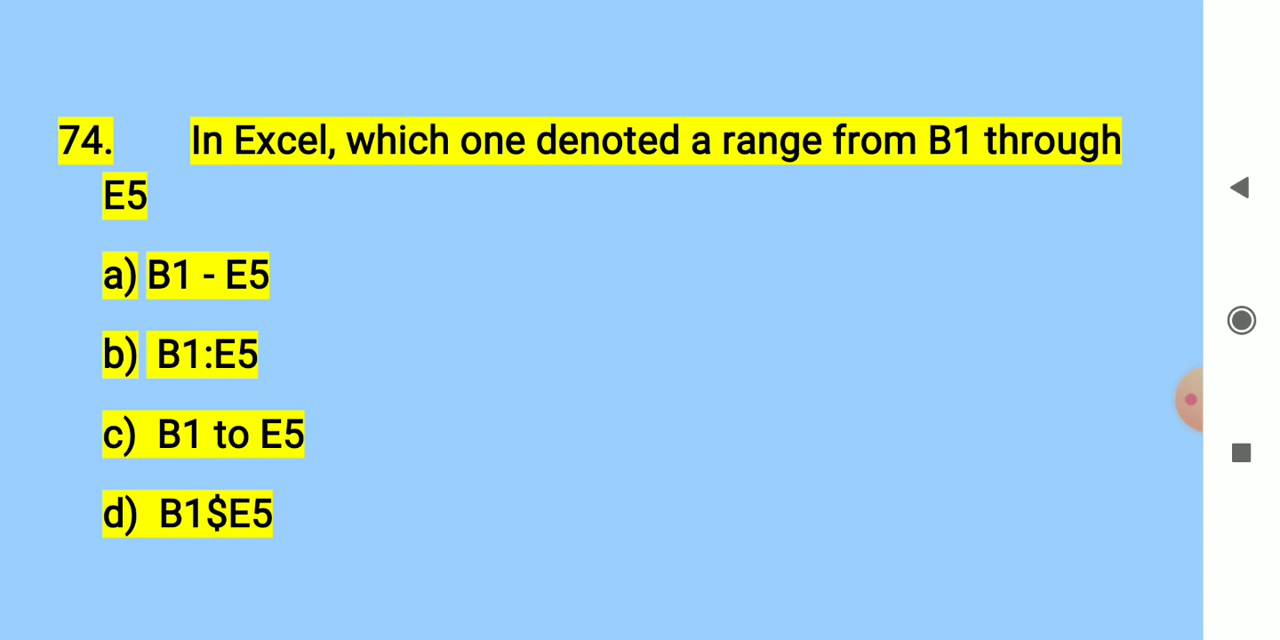 74. In Excel, which one denoted a range from B1 through
E5
a) B1 - E5
b) B1:E5
c) B1 to E5
d) B1$E5